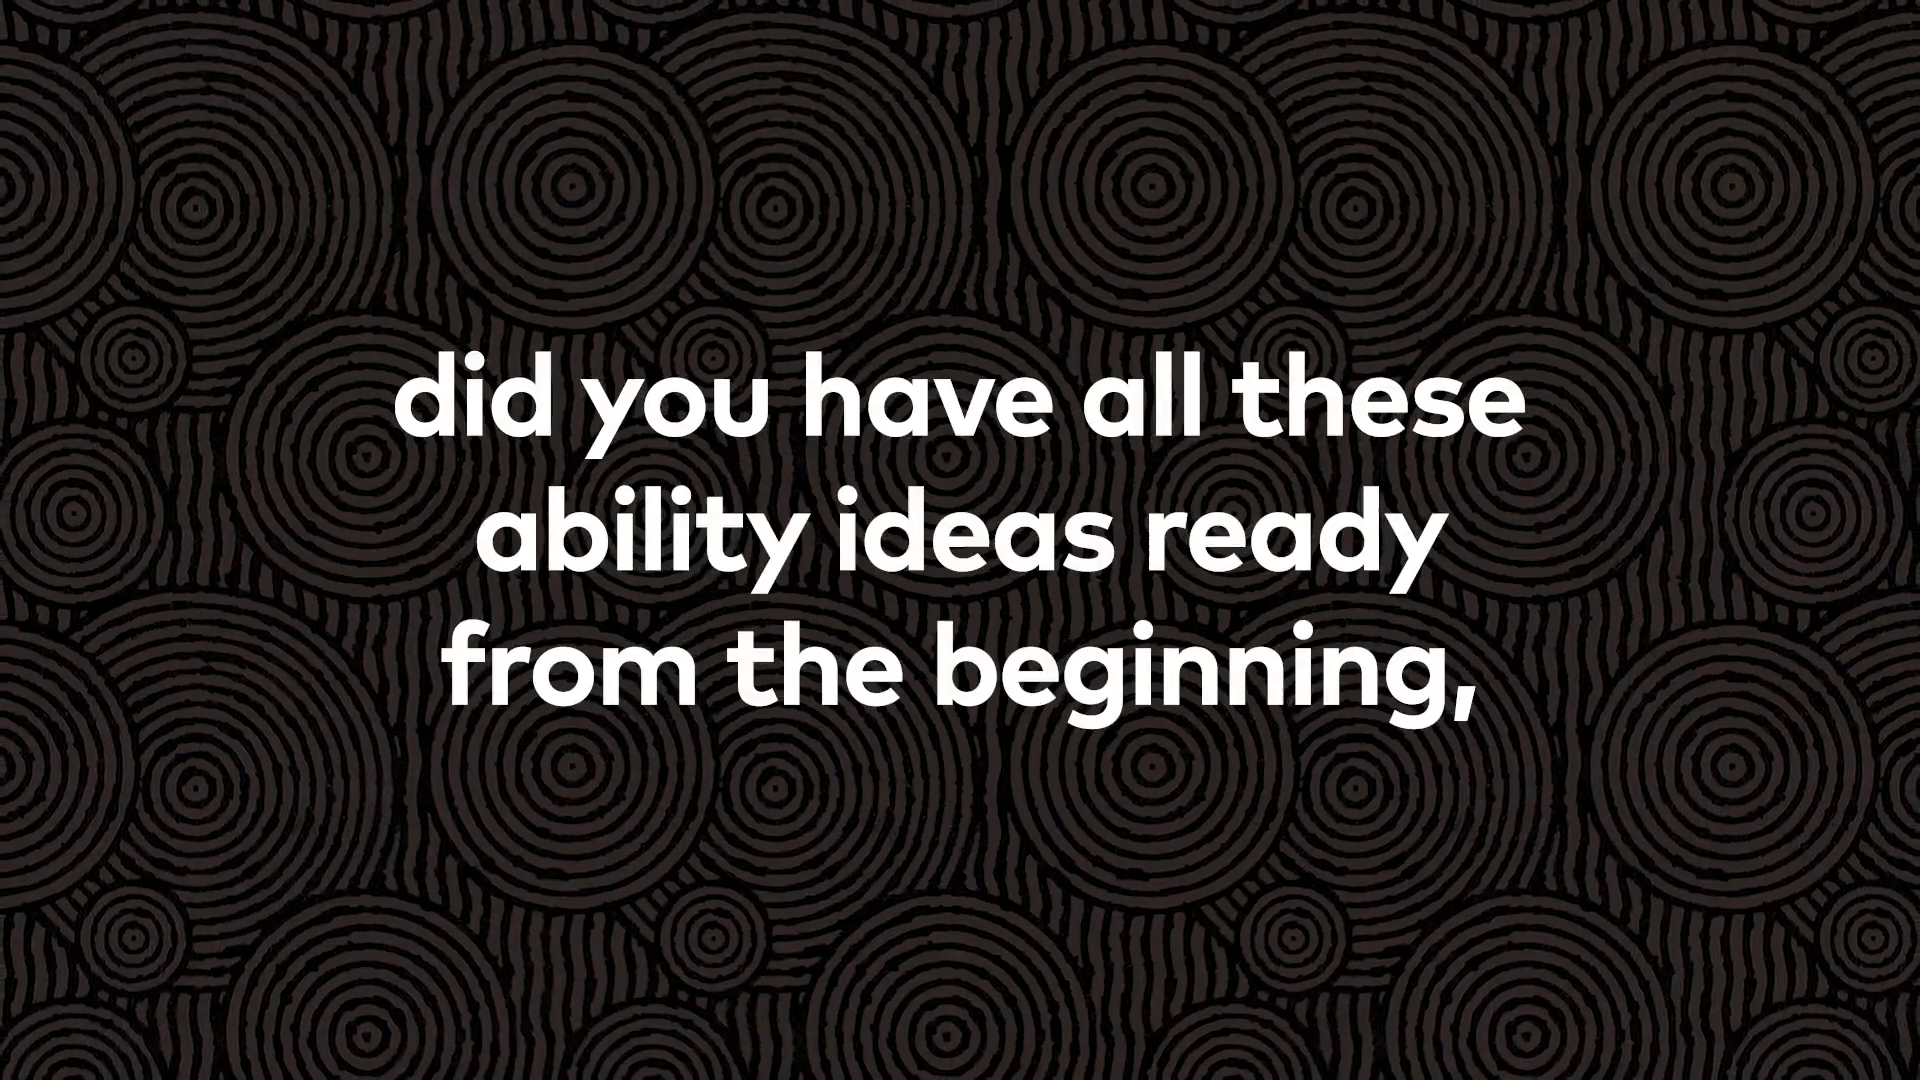 did you have all these
ability ideas ready
from the beginning,